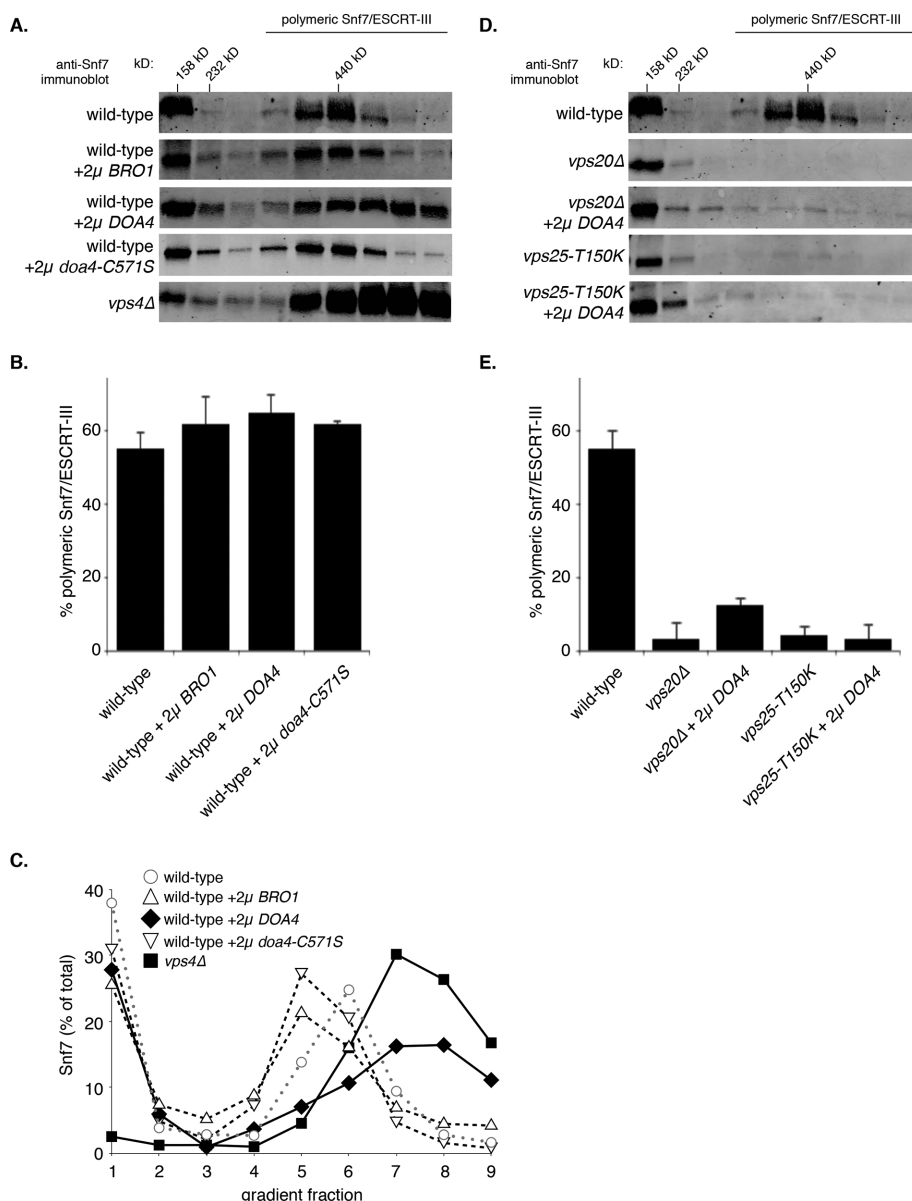 A.
polymeric Snf7/ESCRT-III
anti-Snf7
immunoblot
kD:
158 kD
232 kD
440 kD
wild-type
wild-type
+2µ BRO1
wild-type
+2µ DOA4
wild-type
+2µ doa4-C571S
vps4Δ
D.
polymeric Snf7/ESCRT-III
anti-Snf7
immunoblot
kD:
158 kD
232 kD
440 kD
wild-type
vps20Δ
vps20Δ
+2µ DOA4
vps25-T150K
vps25-T150K
+2µ DOA4
B.
% polymeric Snf7/ESCRT-III
60
40
20
0
wild-type
wild-type + 2µ BRO1
wild-type + 2µ DOA4
wild-type + 2µ doa4-C571S
E.
% polymeric Snf7/ESCRT-III
60
40
20
0
wild-type
vps20Δ
vps20Δ + 2µ DOA4
vps25-T150K
vps25-T150K + 2µ DOA4
C.
wild-type
wild-type +2µ BRO1
wild-type +2µ DOA4
wild-type +2µ doa4-C571S
vps4Δ
Snf7 (% of total)
40
30
20
10
0
1 2 3 4 5 6 7 8 9
gradient fraction